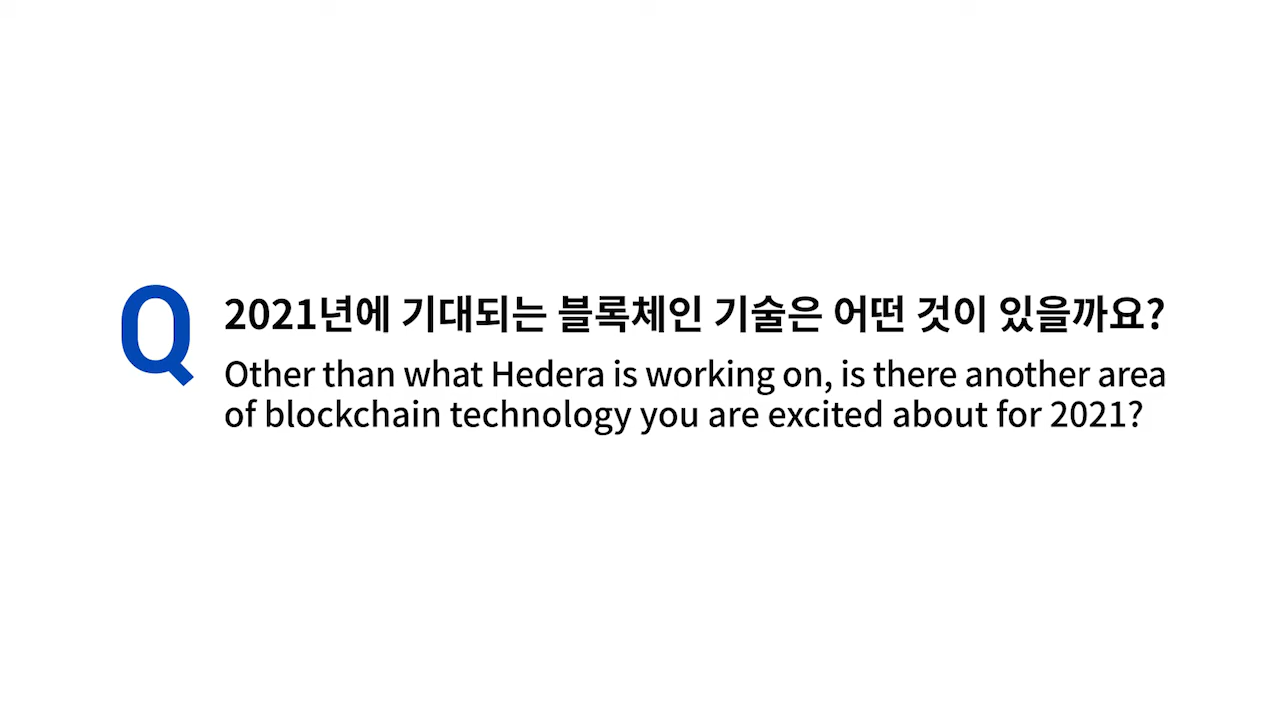 Q
2021년에 기대되는 블록체인 기술은 어떤 것이 있을까요?
Other than what Hedera is working on, is there another area
of blockchain technology you are excited about for 2021?